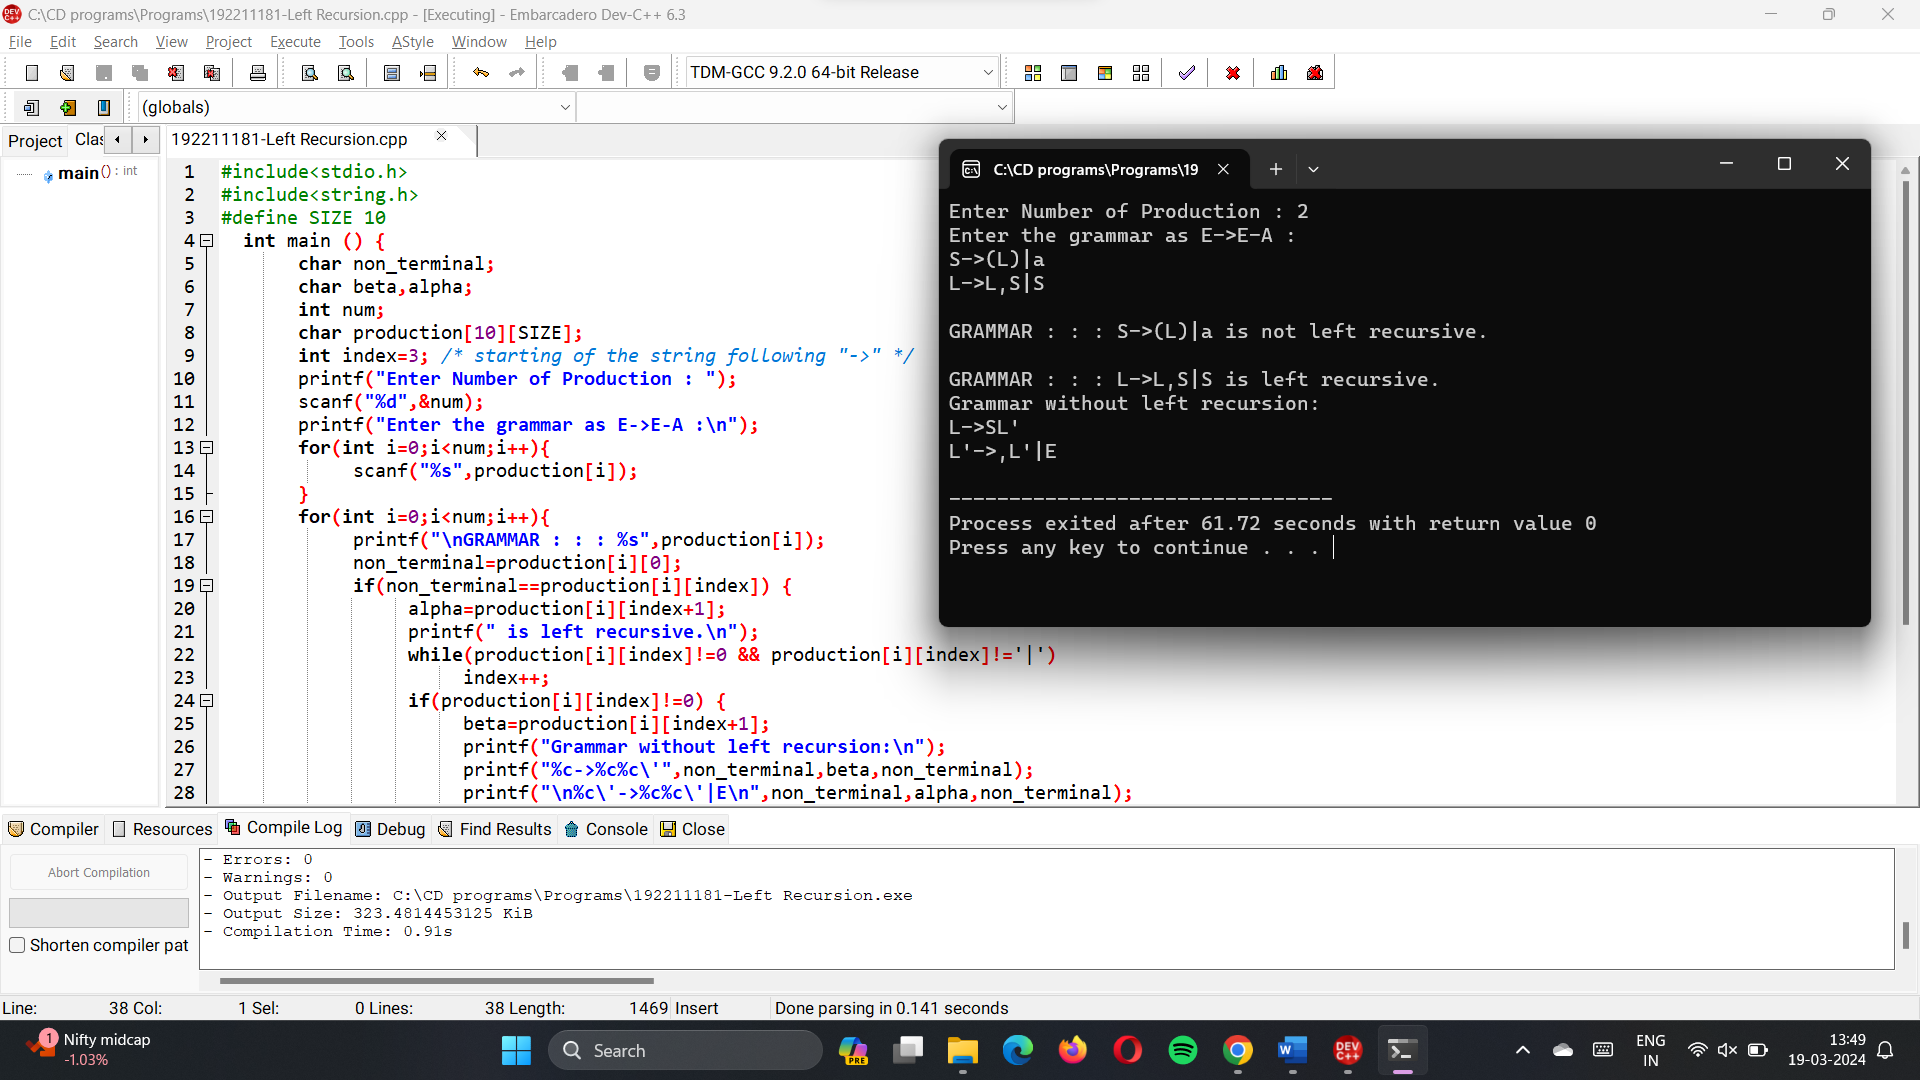 C:\CD programs\Programs\192211181-Left Recursion.cpp - [Executing] - Embarcadero Dev-C++ 6.3
File Edit Search View Project Execute Tools AStyle Window Help
TDM-GCC 9.2.0 64-bit Release
(globals)
Project Clas
192211181-Left Recursion.cpp
main() : int
1 #include<stdio.h>
2 #include<string.h>
3 #define SIZE 10
4 int main () {
5 char non_terminal;
6 char beta,alpha;
7 int num;
8 char production[10][SIZE];
9 int index=3; /* starting of the string following "->" */
10 printf("Enter Number of Production : ");
11 scanf("%d",&num);
12 printf("Enter the grammar as E->E-A :\n");
13 for(int i=0;i<num;i++){
14 scanf("%s",production[i]);
15 }
16 for(int i=0;i<num;i++){
17 printf("\nGRAMMAR : : : %s",production[i]);
18 non_terminal=production[i][0];
19 if(non_terminal==production[i][index]) {
20 alpha=production[i][index+1];
21 printf(" is left recursive.\n");
22 while(production[i][index]!=0 && production[i][index]!='|')
23 index++;
24 if(production[i][index]!=0) {
25 beta=production[i][index+1];
26 printf("Grammar without left recursion:\n");
27 printf("%c->%c%c\'",non_terminal,beta,non_terminal);
28 printf("\n%c\'->%c%c\'|E\n",non_terminal,alpha,non_terminal);
C:\CD programs\Programs\19
Enter Number of Production : 2
Enter the grammar as E->E-A :
S->(L)|a
L->L,S|S
GRAMMAR : : : S->(L)|a is not left recursive.
GRAMMAR : : : L->L,S|S is left recursive.
Grammar without left recursion:
L->SL'
L'->,L'|E
--------------------------------
Process exited after 61.72 seconds with return value 0
Press any key to continue . . .
Compiler Resources Compile Log Debug Find Results Console Close
Abort Compilation
Shorten compiler pat
- Errors: 0
- Warnings: 0
- Output Filename: C:\CD programs\Programs\192211181-Left Recursion.exe
- Output Size: 323.4814453125 KiB
- Compilation Time: 0.91s
Line: 38 Col: 1 Sel: 0 Lines: 38 Length: 1469 Insert Done parsing in 0.141 seconds
1
Nifty midcap
-1.03%
Search
PRE
DEV C++
ENG
IN
13:49
19-03-2024